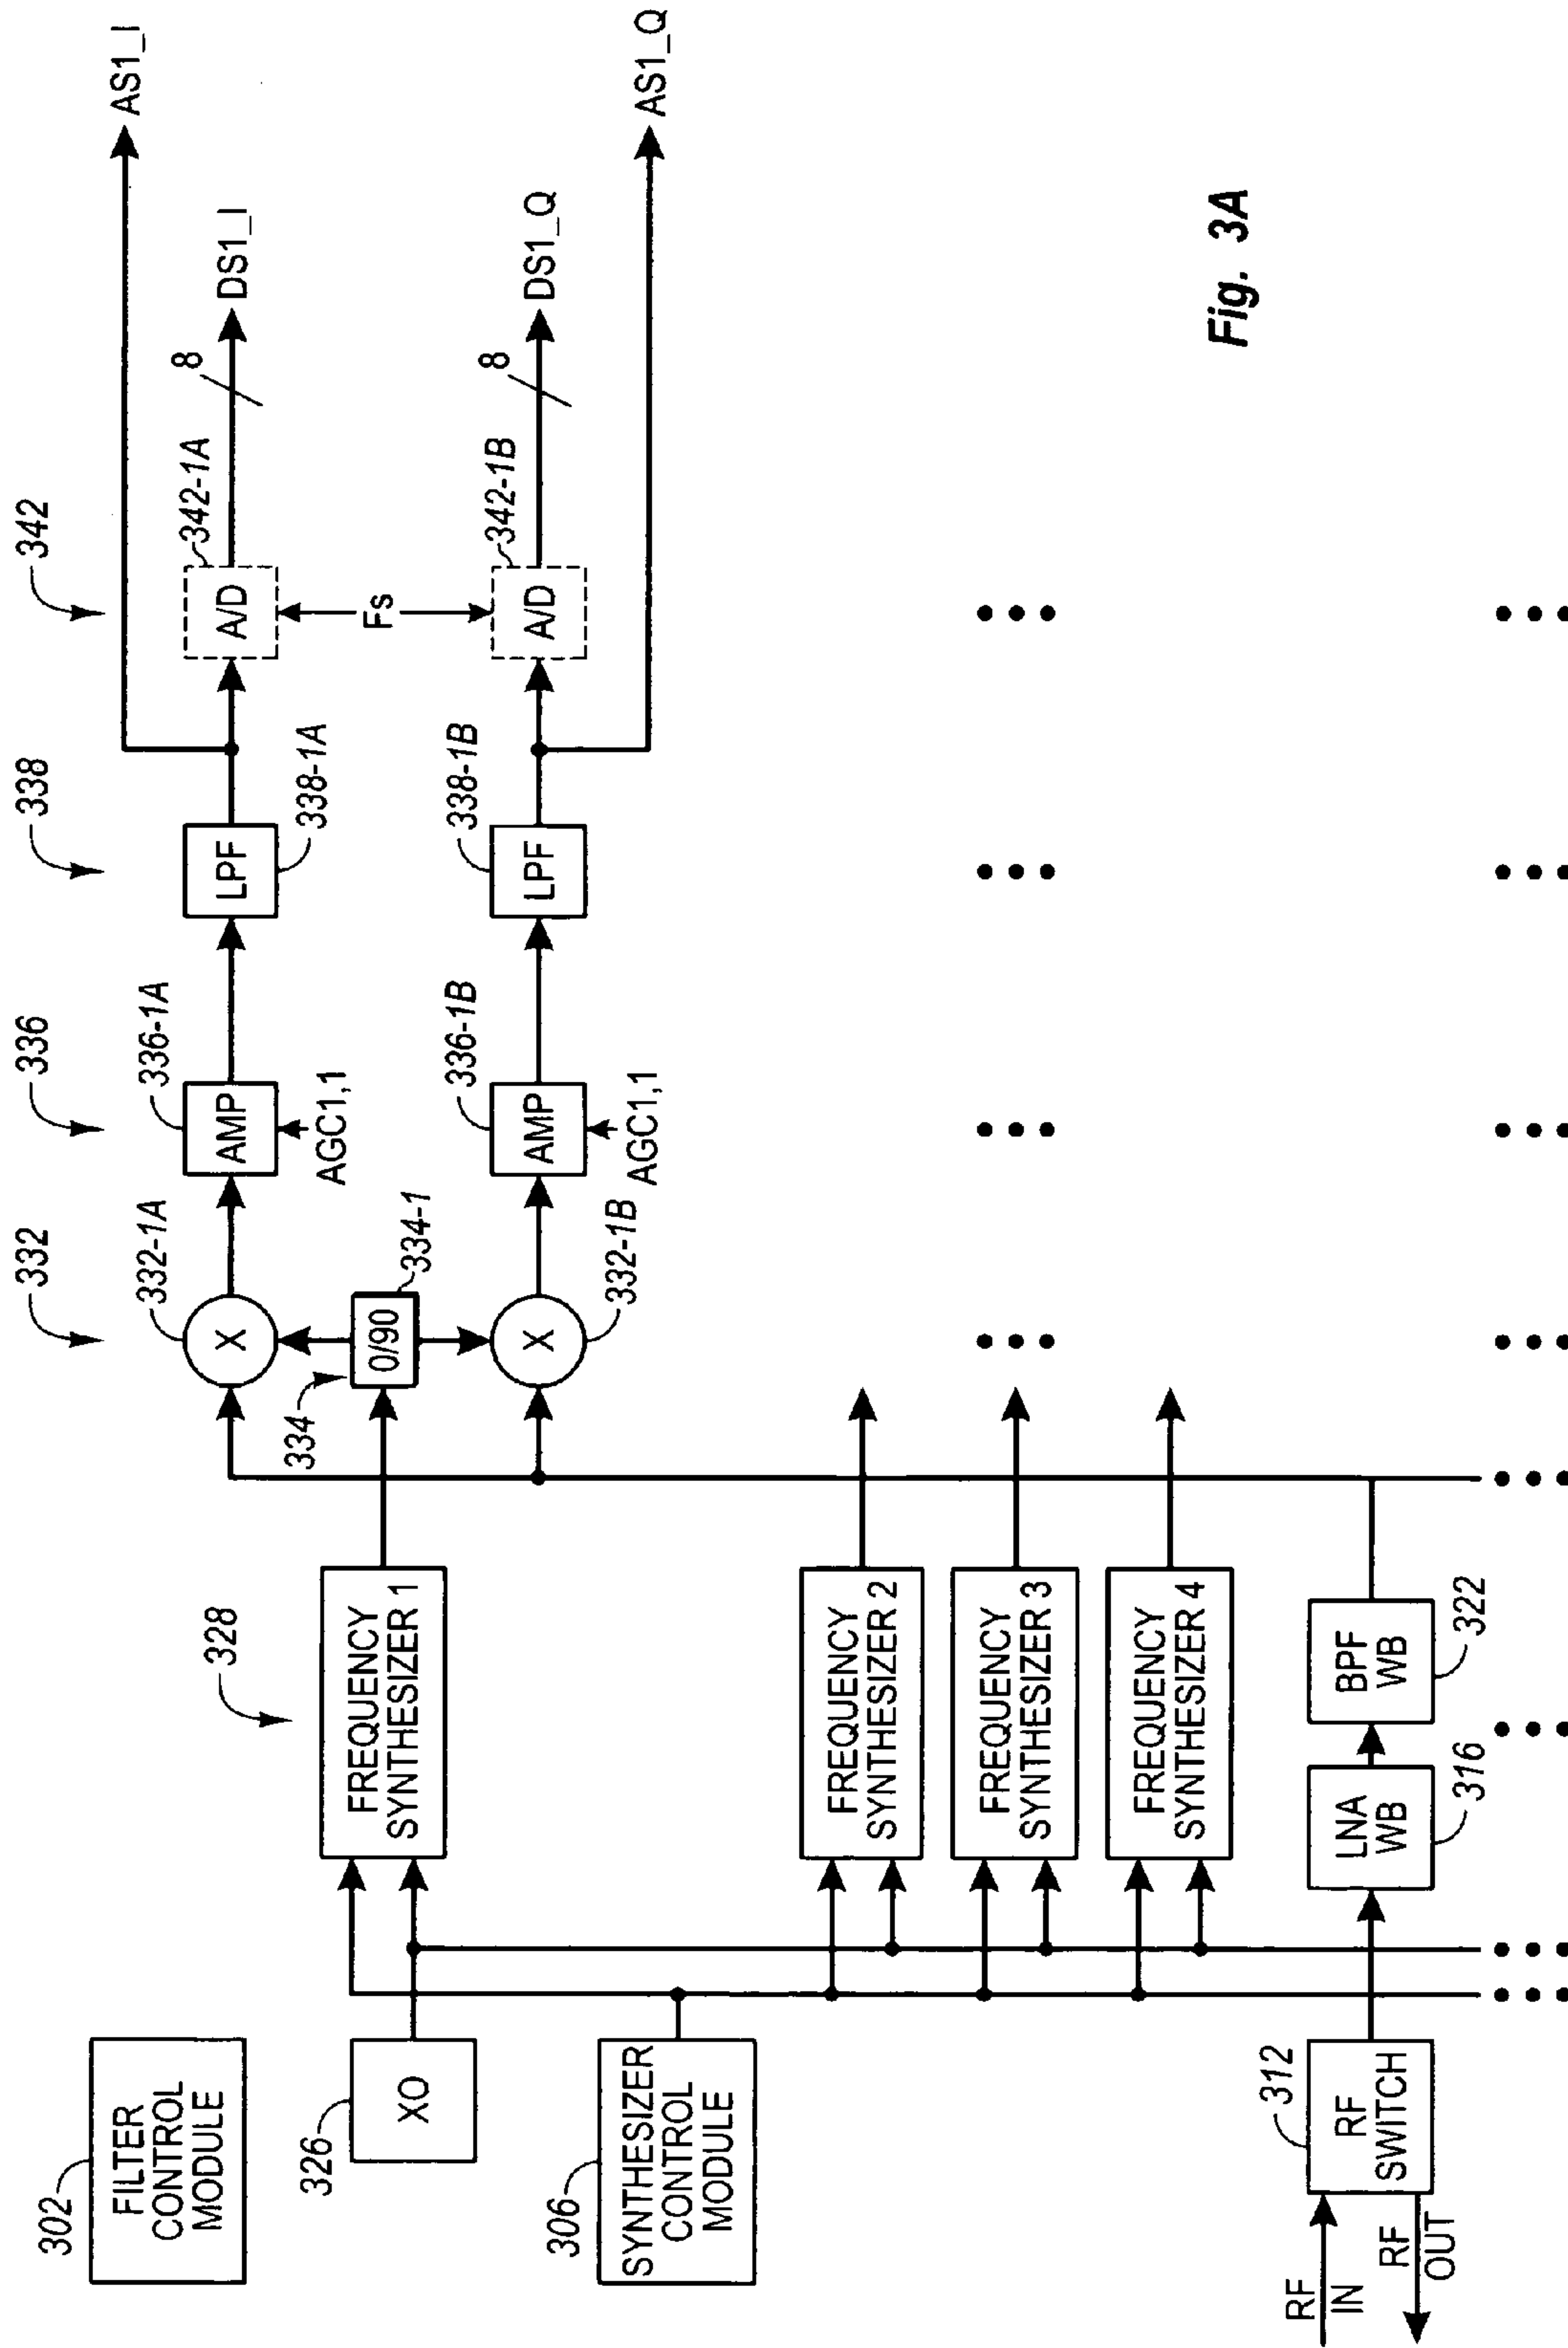 302
FILTER
CONTROL
MODULE
326
XO
306
SYNTHESIZER
CONTROL
MODULE
RF
IN
RF
OUT
312
RF
SWITCH
328
FREQUENCY
SYNTHESIZER 1
FREQUENCY
SYNTHESIZER 2
FREQUENCY
SYNTHESIZER 3
FREQUENCY
SYNTHESIZER 4
LNA
WB
316
BPF
WB
322
332
332-1A
X
334
0/90
334-1
X
332-1B
336
336-1A
AMP
AGC1,1
336-1B
AMP
AGC1,1
338
LPF
338-1A
338-1B
LPF
342
A/D
342-1A
Fs
A/D
342-1B
8
8
AS1_I
DS1_I
DS1_Q
AS1_Q
Fig. 3A